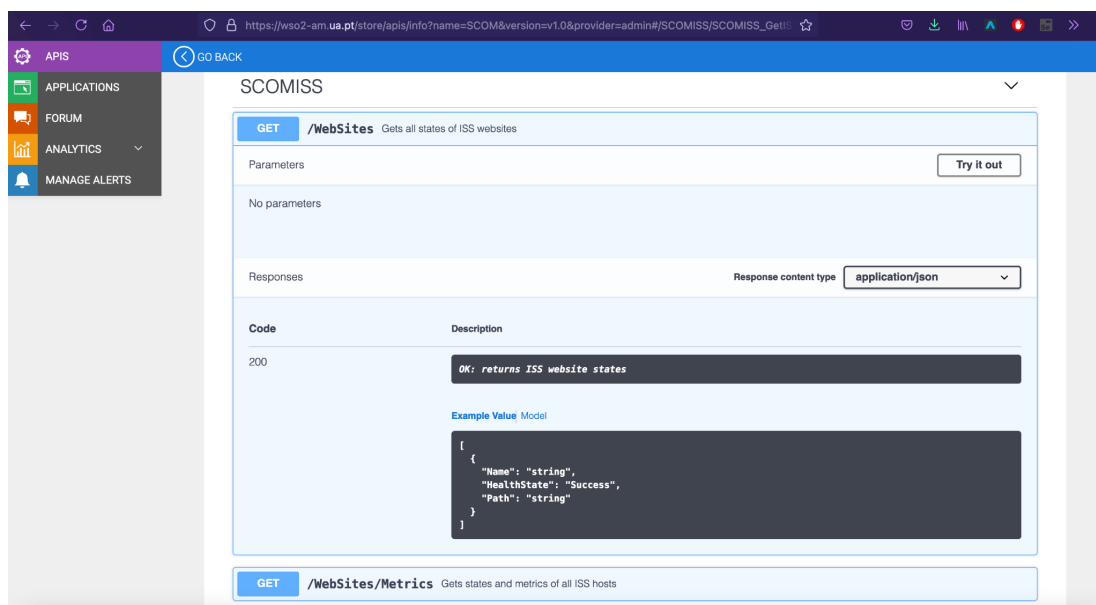 https://wso2-am.ua.pt/store/apis/info?name=SCOM&version=v1.0&provider=admin#/SCOMISS/SCOMISS_GetIS
APIS
GO BACK
APPLICATIONS
FORUM
ANALYTICS
MANAGE ALERTS
SCOMISS
GET /WebSites Gets all states of ISS websites
Parameters
Try it out
No parameters
Responses
Response content type
application/json
Code
Description
200
OK: returns ISS website states
Example Value Model
[
{
"Name": "string",
"HealthState": "Success",
"Path": "string"
}
]
GET /WebSites/Metrics Gets states and metrics of all ISS hosts